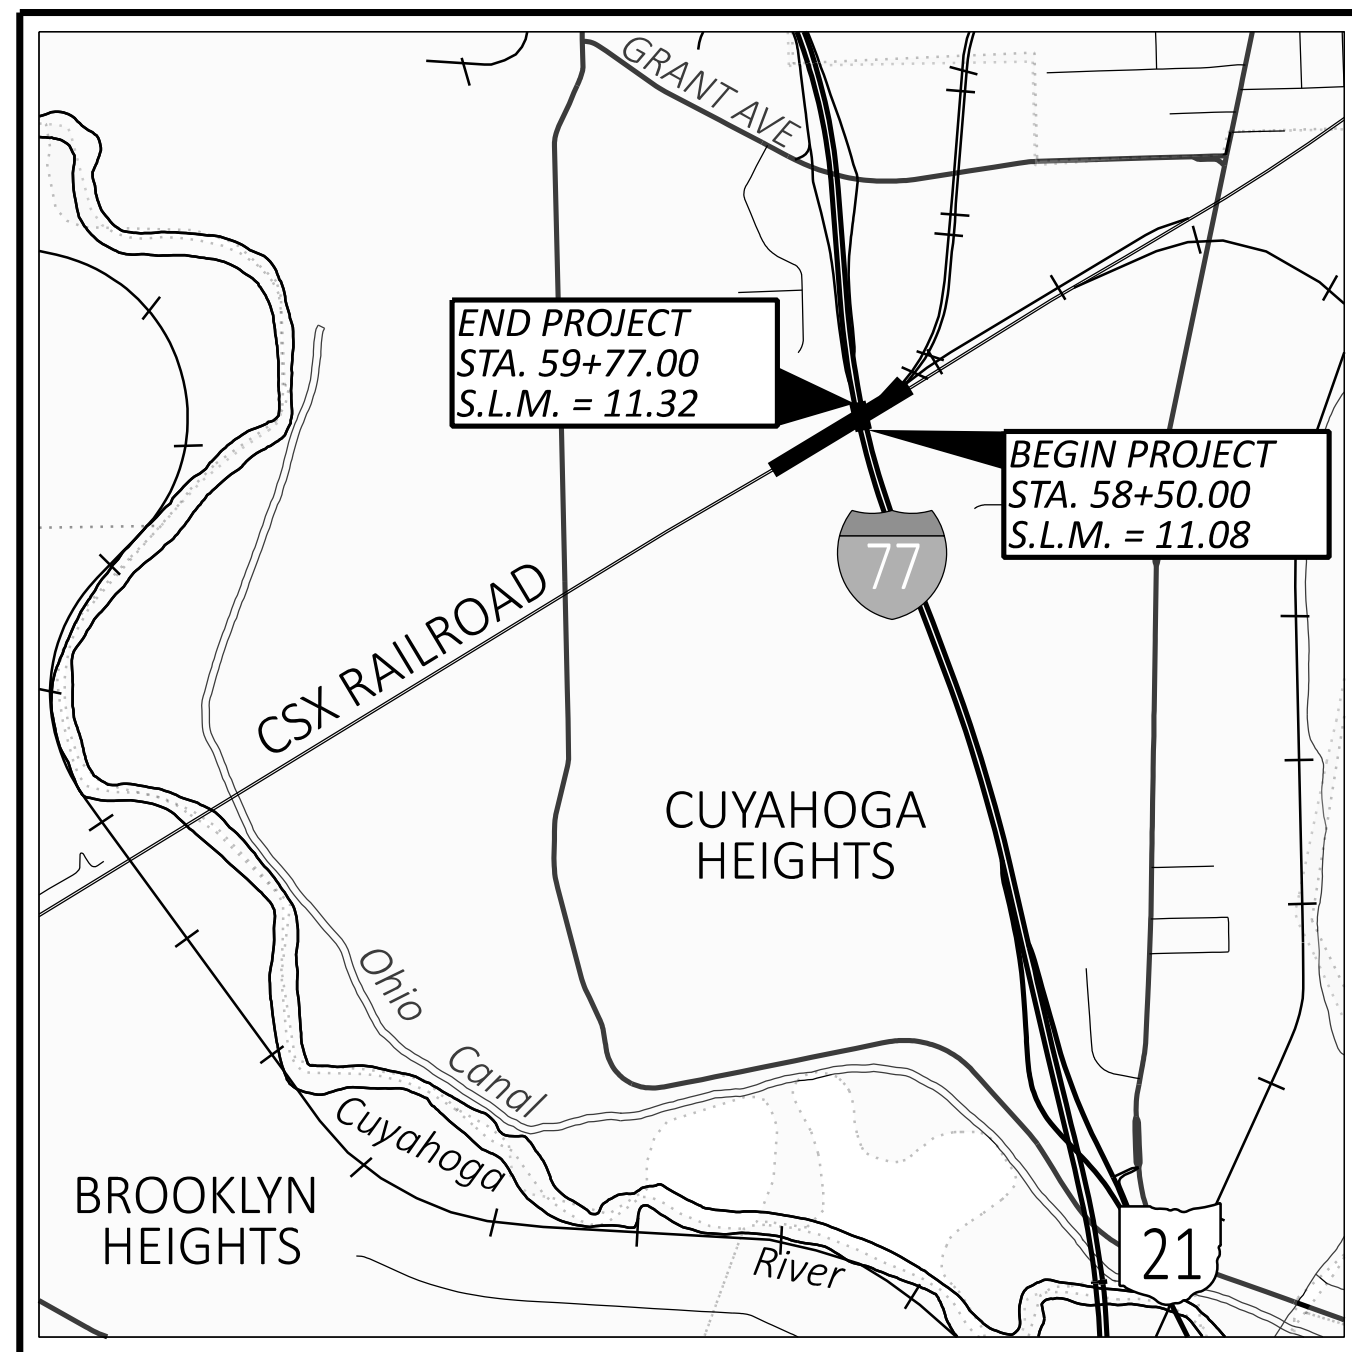 GRANT AVE
END PROJECT
STA. 59+77.00
S.L.M. = 11.32
BEGIN PROJECT
STA. 58+50.00
S.L.M. = 11.08
77
CSX RAILROAD
CUYAHOGA
HEIGHTS
Ohio
Canal
Cuyahoga
River
BROOKLYN
HEIGHTS
21